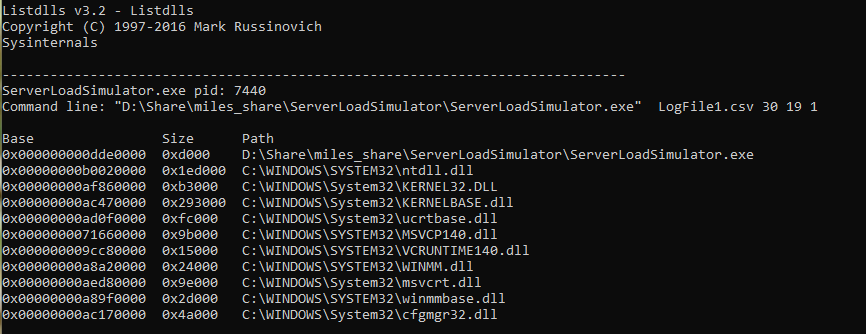 Listdlls v3.2 - Listdlls
Copyright (C) 1997-2016 Mark Russinovich
Sysinternals
------------------------------------------------------------------------------
ServerLoadSimulator.exe pid: 7440
Command line: "D:\Share\miles_share\ServerLoadSimulator\ServerLoadSimulator.exe"  LogFile1.csv 30 19 1
Base                Size      Path
0x000000000dde0000  0xd000    D:\Share\miles_share\ServerLoadSimulator\ServerLoadSimulator.exe
0x00000000b0020000  0x1ed000  C:\WINDOWS\SYSTEM32\ntdll.dll
0x00000000af860000  0xb3000   C:\WINDOWS\System32\KERNEL32.DLL
0x00000000ac470000  0x293000  C:\WINDOWS\System32\KERNELBASE.dll
0x00000000ad0f0000  0xfc000   C:\WINDOWS\System32\ucrtbase.dll
0x0000000071660000  0x9b000   C:\WINDOWS\SYSTEM32\MSVCP140.dll
0x000000009cc80000  0x15000   C:\WINDOWS\SYSTEM32\VCRUNTIME140.dll
0x00000000a8a20000  0x24000   C:\WINDOWS\SYSTEM32\WINMM.dll
0x00000000aed80000  0x9e000   C:\WINDOWS\System32\msvcrt.dll
0x00000000a89f0000  0x2d000   C:\WINDOWS\SYSTEM32\winmmbase.dll
0x00000000ac170000  0x4a000   C:\WINDOWS\System32\cfgmgr32.dll